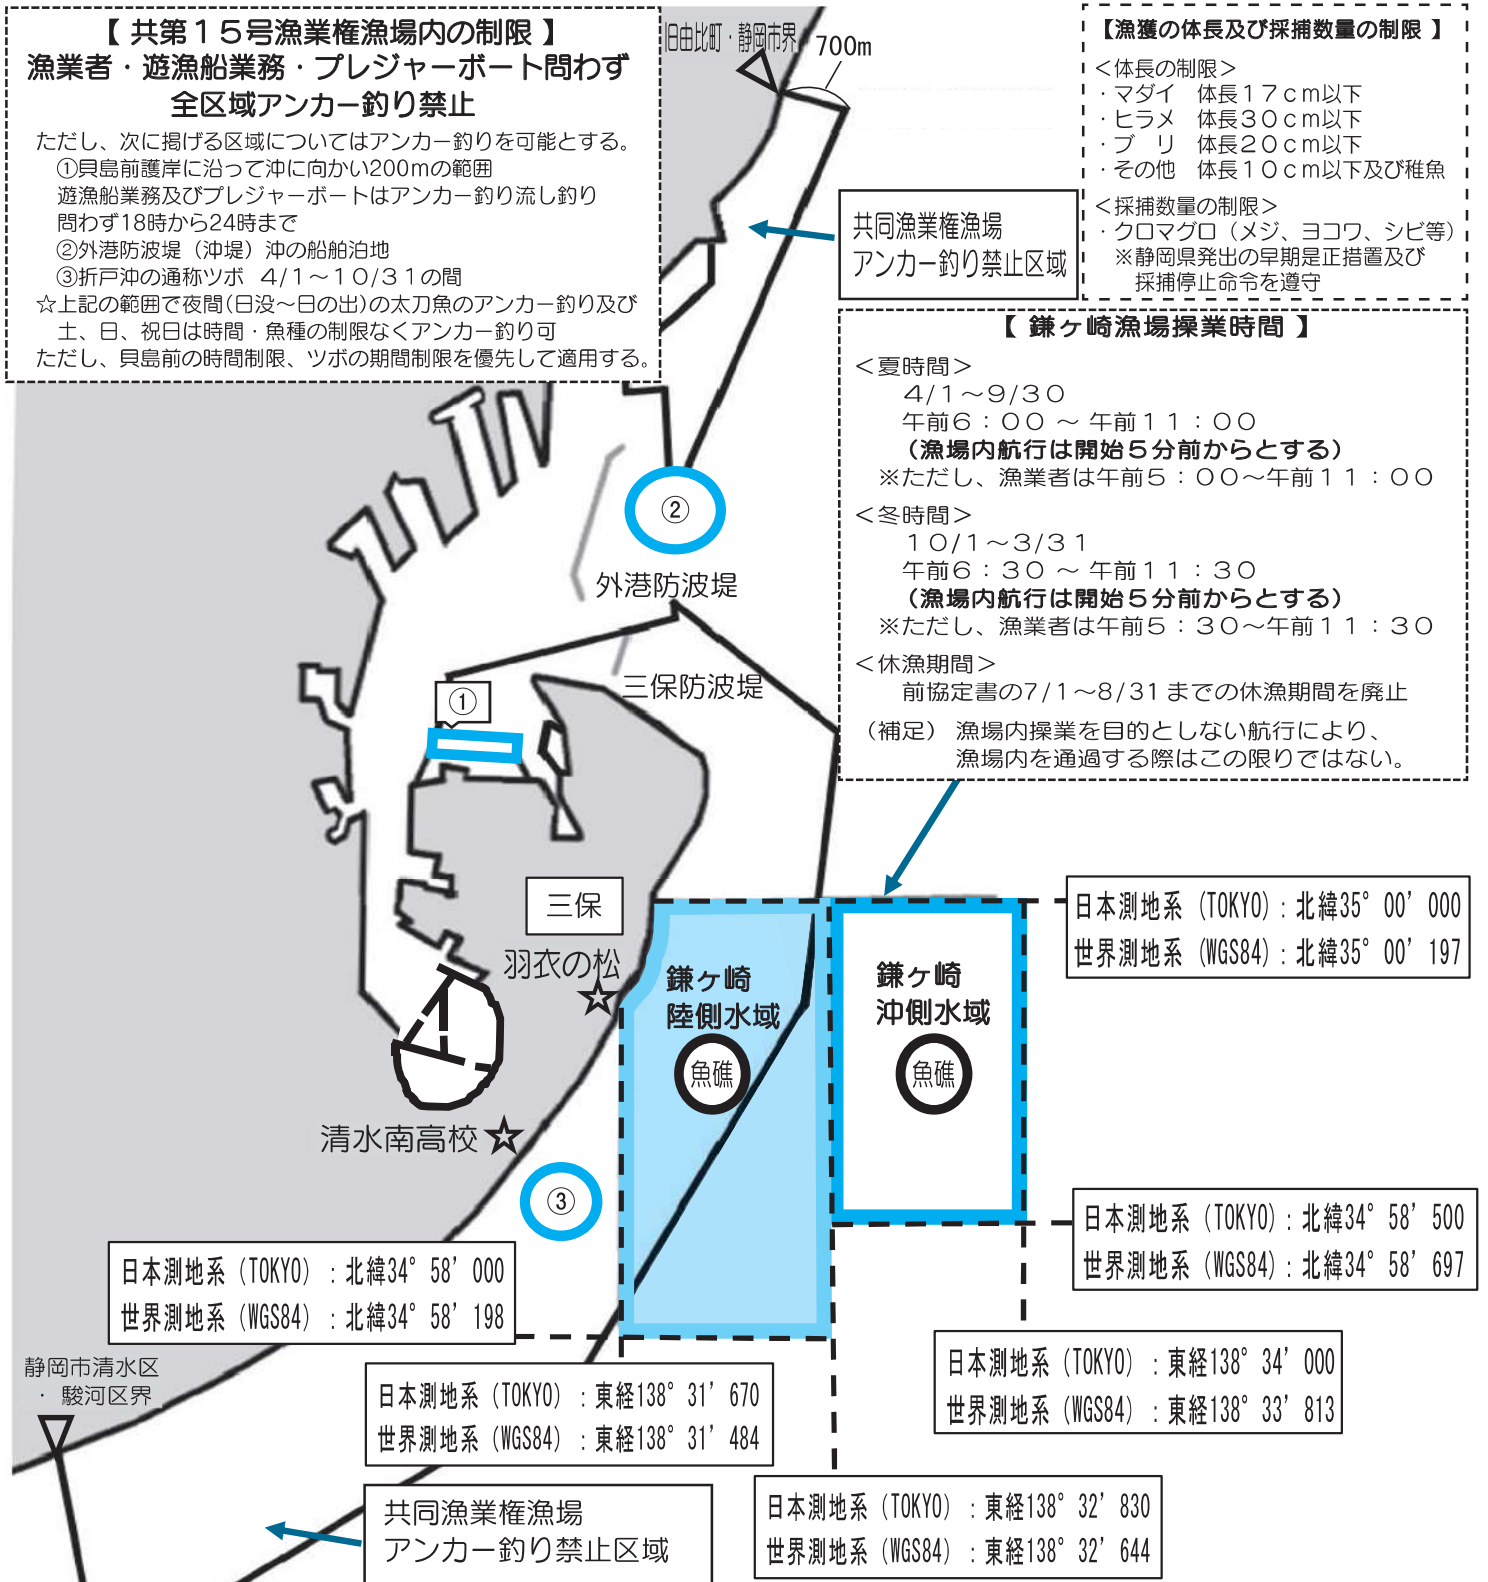 【 共第１５号漁業権漁場内の制限 】
漁業者・遊漁船業務・プレジャーボート問わず
全区域アンカー釣り禁止
ただし、次に掲げる区域についてはアンカー釣りを可能とする。
①貝島前護岸に沿って沖に向かい200mの範囲
遊漁船業務及びプレジャーボートはアンカー釣り流し釣り
問わず18時から24時まで
②外港防波堤（沖堤）沖の船舶泊地
③折戸沖の通称ツボ 4/1～10/31の間
☆上記の範囲で夜間(日没～日の出)の太刀魚のアンカー釣り及び
土、日、祝日は時間・魚種の制限なくアンカー釣り可
ただし、貝島前の時間制限、ツボの期間制限を優先して適用する。
旧由比町・静岡市界
700m
【漁獲の体長及び採捕数量の制限 】
＜体長の制限＞
・マダイ　体長１７ｃｍ以下
・ヒラメ　体長３０ｃｍ以下
・ブ　リ　体長２０ｃｍ以下
・その他　体長１０ｃｍ以下及び稚魚
＜採捕数量の制限＞
・クロマグロ（メジ、ヨコワ、シビ等）
※静岡県発出の早期是正措置及び
採捕停止命令を遵守
共同漁業権漁場
アンカー釣り禁止区域
【 鎌ヶ崎漁場操業時間 】
＜夏時間＞
４/１～９/３０
午前６：００ ～ 午前１１：００
（漁場内航行は開始５分前からとする）
※ただし、漁業者は午前５：００～午前１１：００
＜冬時間＞
１０/１～３/３１
午前６：３０ ～ 午前１１：３０
（漁場内航行は開始５分前からとする）
※ただし、漁業者は午前５：３０～午前１１：３０
＜休漁期間＞
前協定書の7/1～8/31 までの休漁期間を廃止
（補足） 漁場内操業を目的としない航行により、
漁場内を通過する際はこの限りではない。
②
外港防波堤
三保防波堤
①
三保
羽衣の松
鎌ヶ崎
陸側水域
魚礁
鎌ヶ崎
沖側水域
魚礁
日本測地系 (TOKYO)：北緯35° 00’ 000
世界測地系 (WGS84)：北緯35° 00’ 197
清水南高校
③
日本測地系 (TOKYO)：北緯34° 58’ 500
世界測地系 (WGS84)：北緯34° 58’ 697
日本測地系 (TOKYO) ：北緯34° 58’ 000
世界測地系 (WGS84) ：北緯34° 58’ 198
日本測地系 (TOKYO) ：東経138° 34’ 000
世界測地系 (WGS84) ：東経138° 33’ 813
静岡市清水区
・ 駿河区界
日本測地系 (TOKYO) ：東経138° 31’ 670
世界測地系 (WGS84) ：東経138° 31’ 484
日本測地系 (TOKYO) ：東経138° 32’ 830
世界測地系 (WGS84) ：東経138° 32’ 644
共同漁業権漁場
アンカー釣り禁止区域